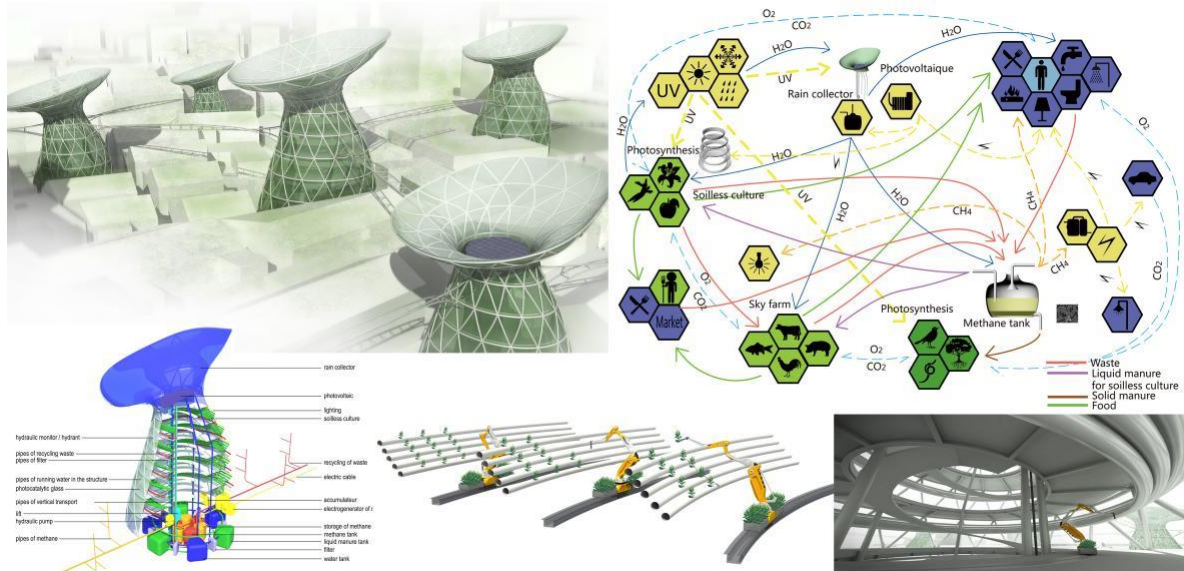 O2
CO2
H2O
H2O
UV
UV
Photovoltaique
Rain collector
UV
H2O
Photosynthesis
H2O
O2
Soilless culture
UV
H2O
H2O
CH4
CH4
CH4
CO2
O2
CO2
Market
Sky farm
Photosynthesis
Methane tank
O2
CO2
Waste
Liquid manure
for soilless culture
Solid manure
Food
rain collector
photovoltaic
lighting
soilless culture
hydraulic monitor / hydrant
pipes of recycling waste
pipes of filter
recycling of waste
pipes of running water in the structure
electric cable
photocatalytic glass
pipes of vertical transport
accumulateur
lift
electrogenerator of r
hydraulic pump
storage of methane
methane tank
pipes of methane
liquid manure tank
filter
water tank